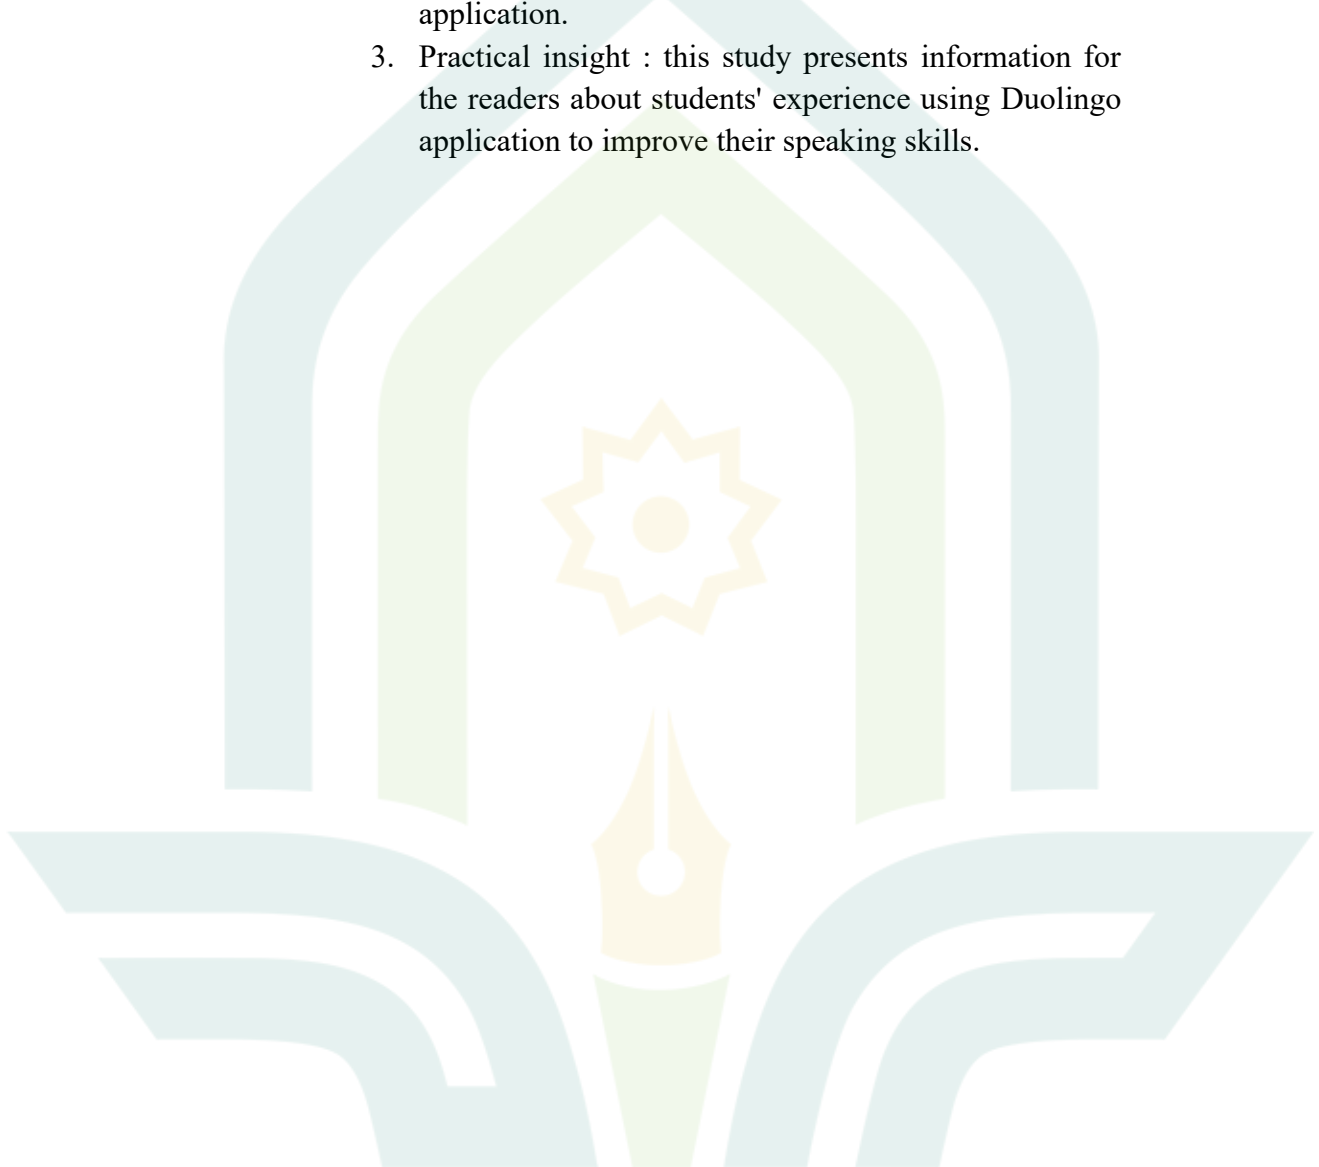 application.
3. Practical insight : this study presents information for
the readers about students' experience using Duolingo
application to improve their speaking skills.